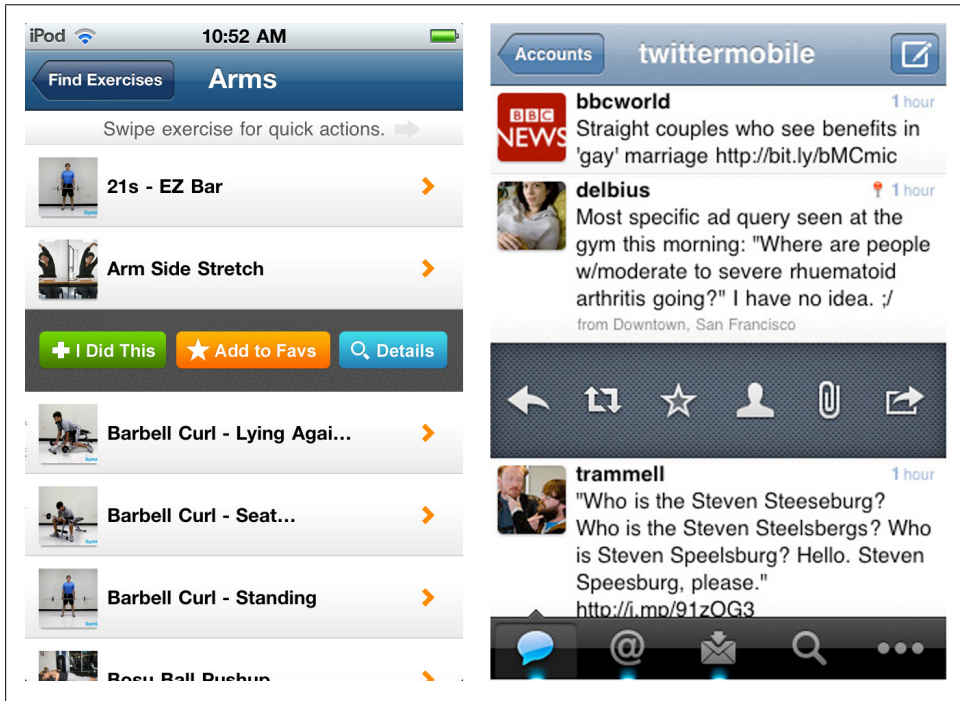 iPod 10:52 AM
Find Exercises Arms
Swipe exercise for quick actions.
21s - EZ Bar
Arm Side Stretch
I Did This Add to Favs Details
Barbell Curl - Lying Agai...
Barbell Curl - Seat...
Barbell Curl - Standing
Bosu Ball Pushup
Accounts twittermobile
BBC
NEWS
bbcworld 1 hour
Straight couples who see benefits in
'gay' marriage http://bit.ly/bMCmic
delbius 1 hour
Most specific ad query seen at the
gym this morning: "Where are people
w/moderate to severe rhuematoid
arthritis going?" I have no idea. ;/
from Downtown, San Francisco
trammell 1 hour
"Who is the Steven Steeseburg?
Who is the Steven Steelsbergs? Who
is Steven Speelsburg? Hello. Steven
Speesburg, please."
http://j.mp/91zOG3
@